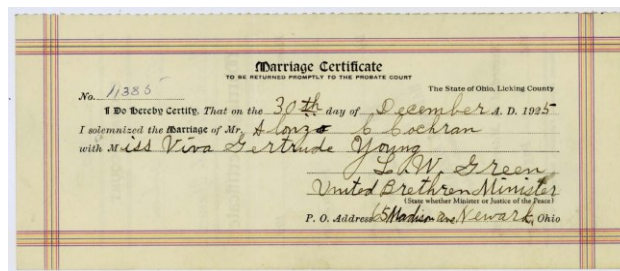 Marriage Certificate
TO BE RETURNED PROMPTLY TO THE PROBATE COURT
The State of Ohio, Licking County
No. 11385
I Do Hereby Certify, That on the 30th day of December A. D. 1925
I solemnized the Marriage of Mr. Alonzo C Cochran
with Miss Viva Gertrude Young
L. W. Green
United Brethren Minister
(State whether Minister or Justice of the Peace)
P. O. Address 65 Madison ave. Newark, Ohio